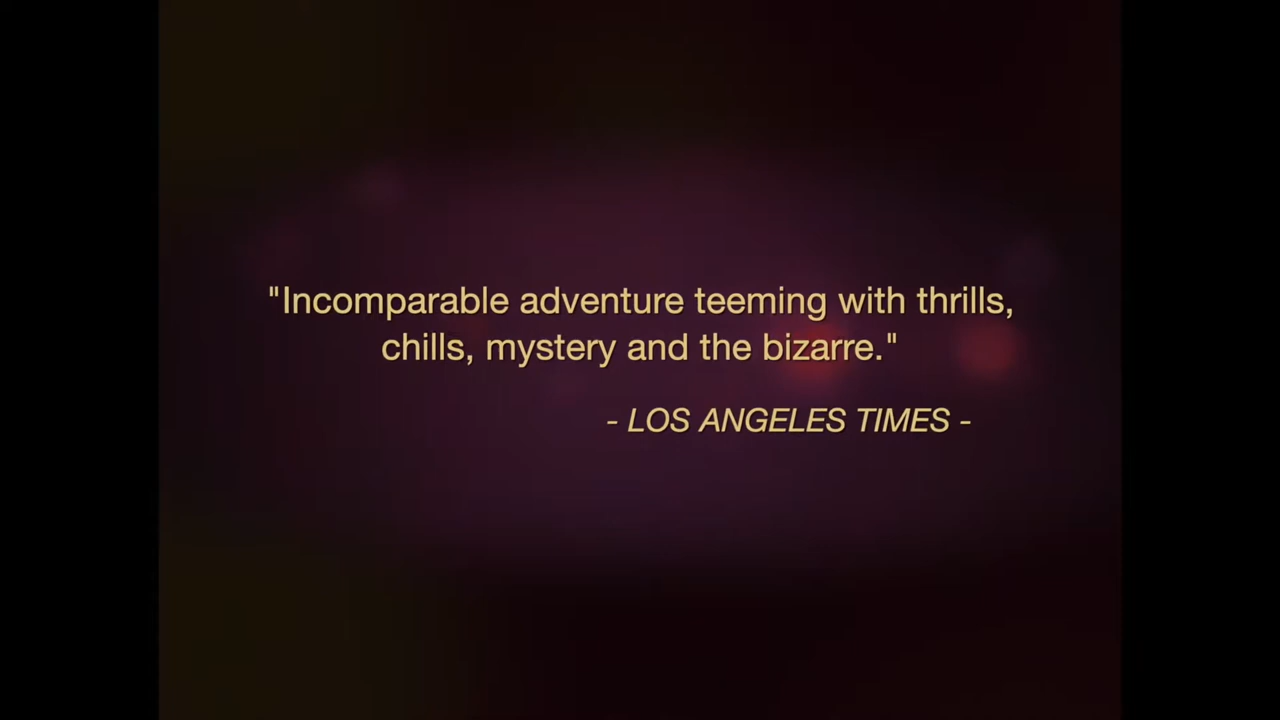 "Incomparable adventure teeming with thrills,
chills, mystery and the bizarre."
- LOS ANGELES TIMES -